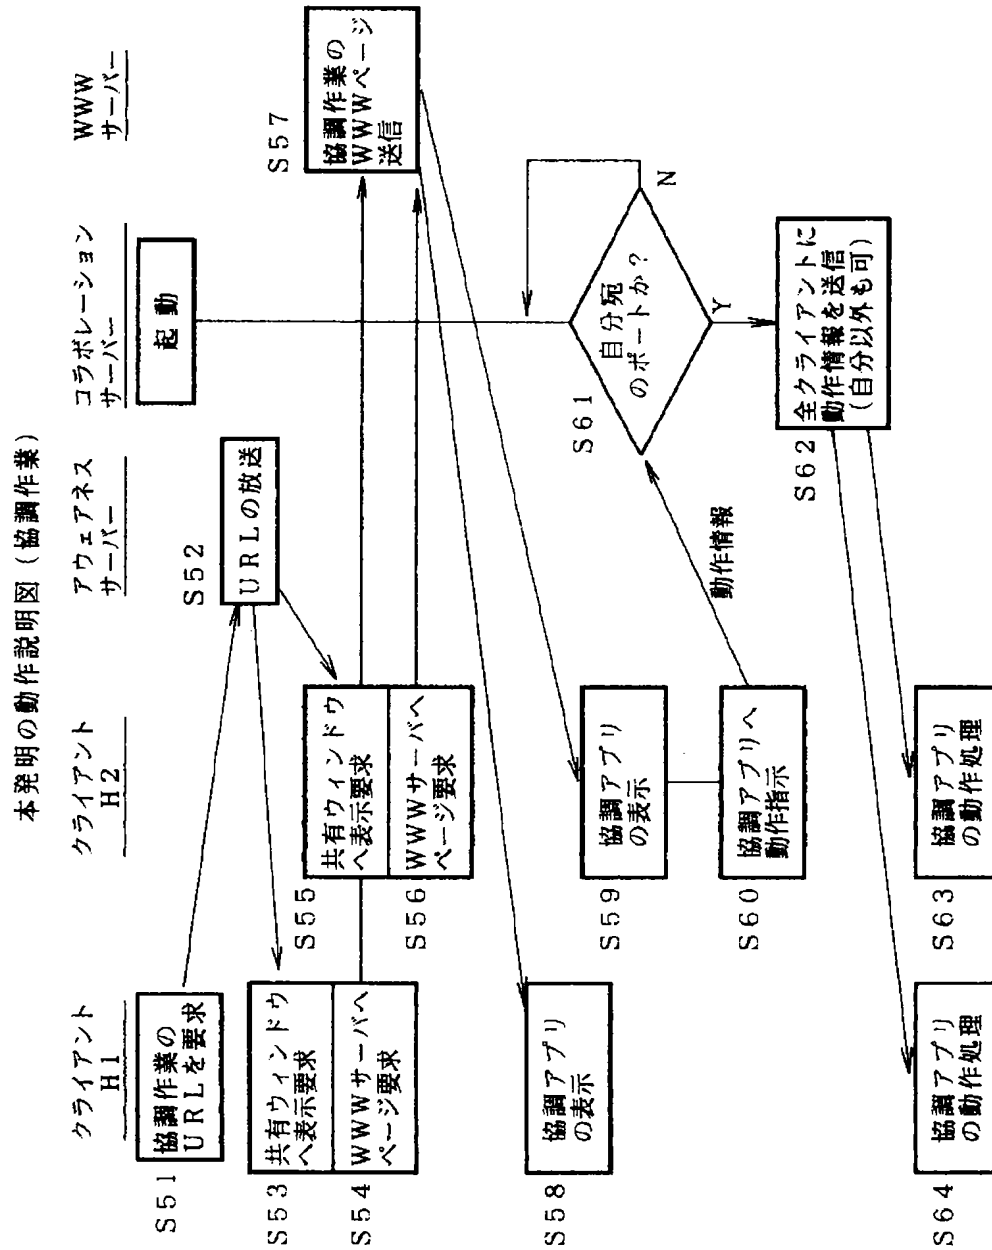 本発明の動作説明図(協調作業)
クライアント
H1
クライアント
H2
アウェアネス
サーバー
コラボレーション
サーバー
WWW
サーバー
S51
協調作業の
URLを要求
起動
S52
URLの放送
S53
共有ウィンドウ
へ表示要求
S54
WWWサーバへ
ページ要求
S55
共有ウィンドウ
へ表示要求
S56
WWWサーバへ
ページ要求
S57
協調作業の
WWWページ
送信
S58
協調アプリ
の表示
S59
協調アプリ
の表示
S60
協調アプリへ
動作指示
動作情報
S61
自分宛
のポートか?
N
Y
S62
全クライアントに
動作情報を送信
(自分以外も可)
S63
協調アプリ
の動作処理
S64
協調アプリ
の動作処理